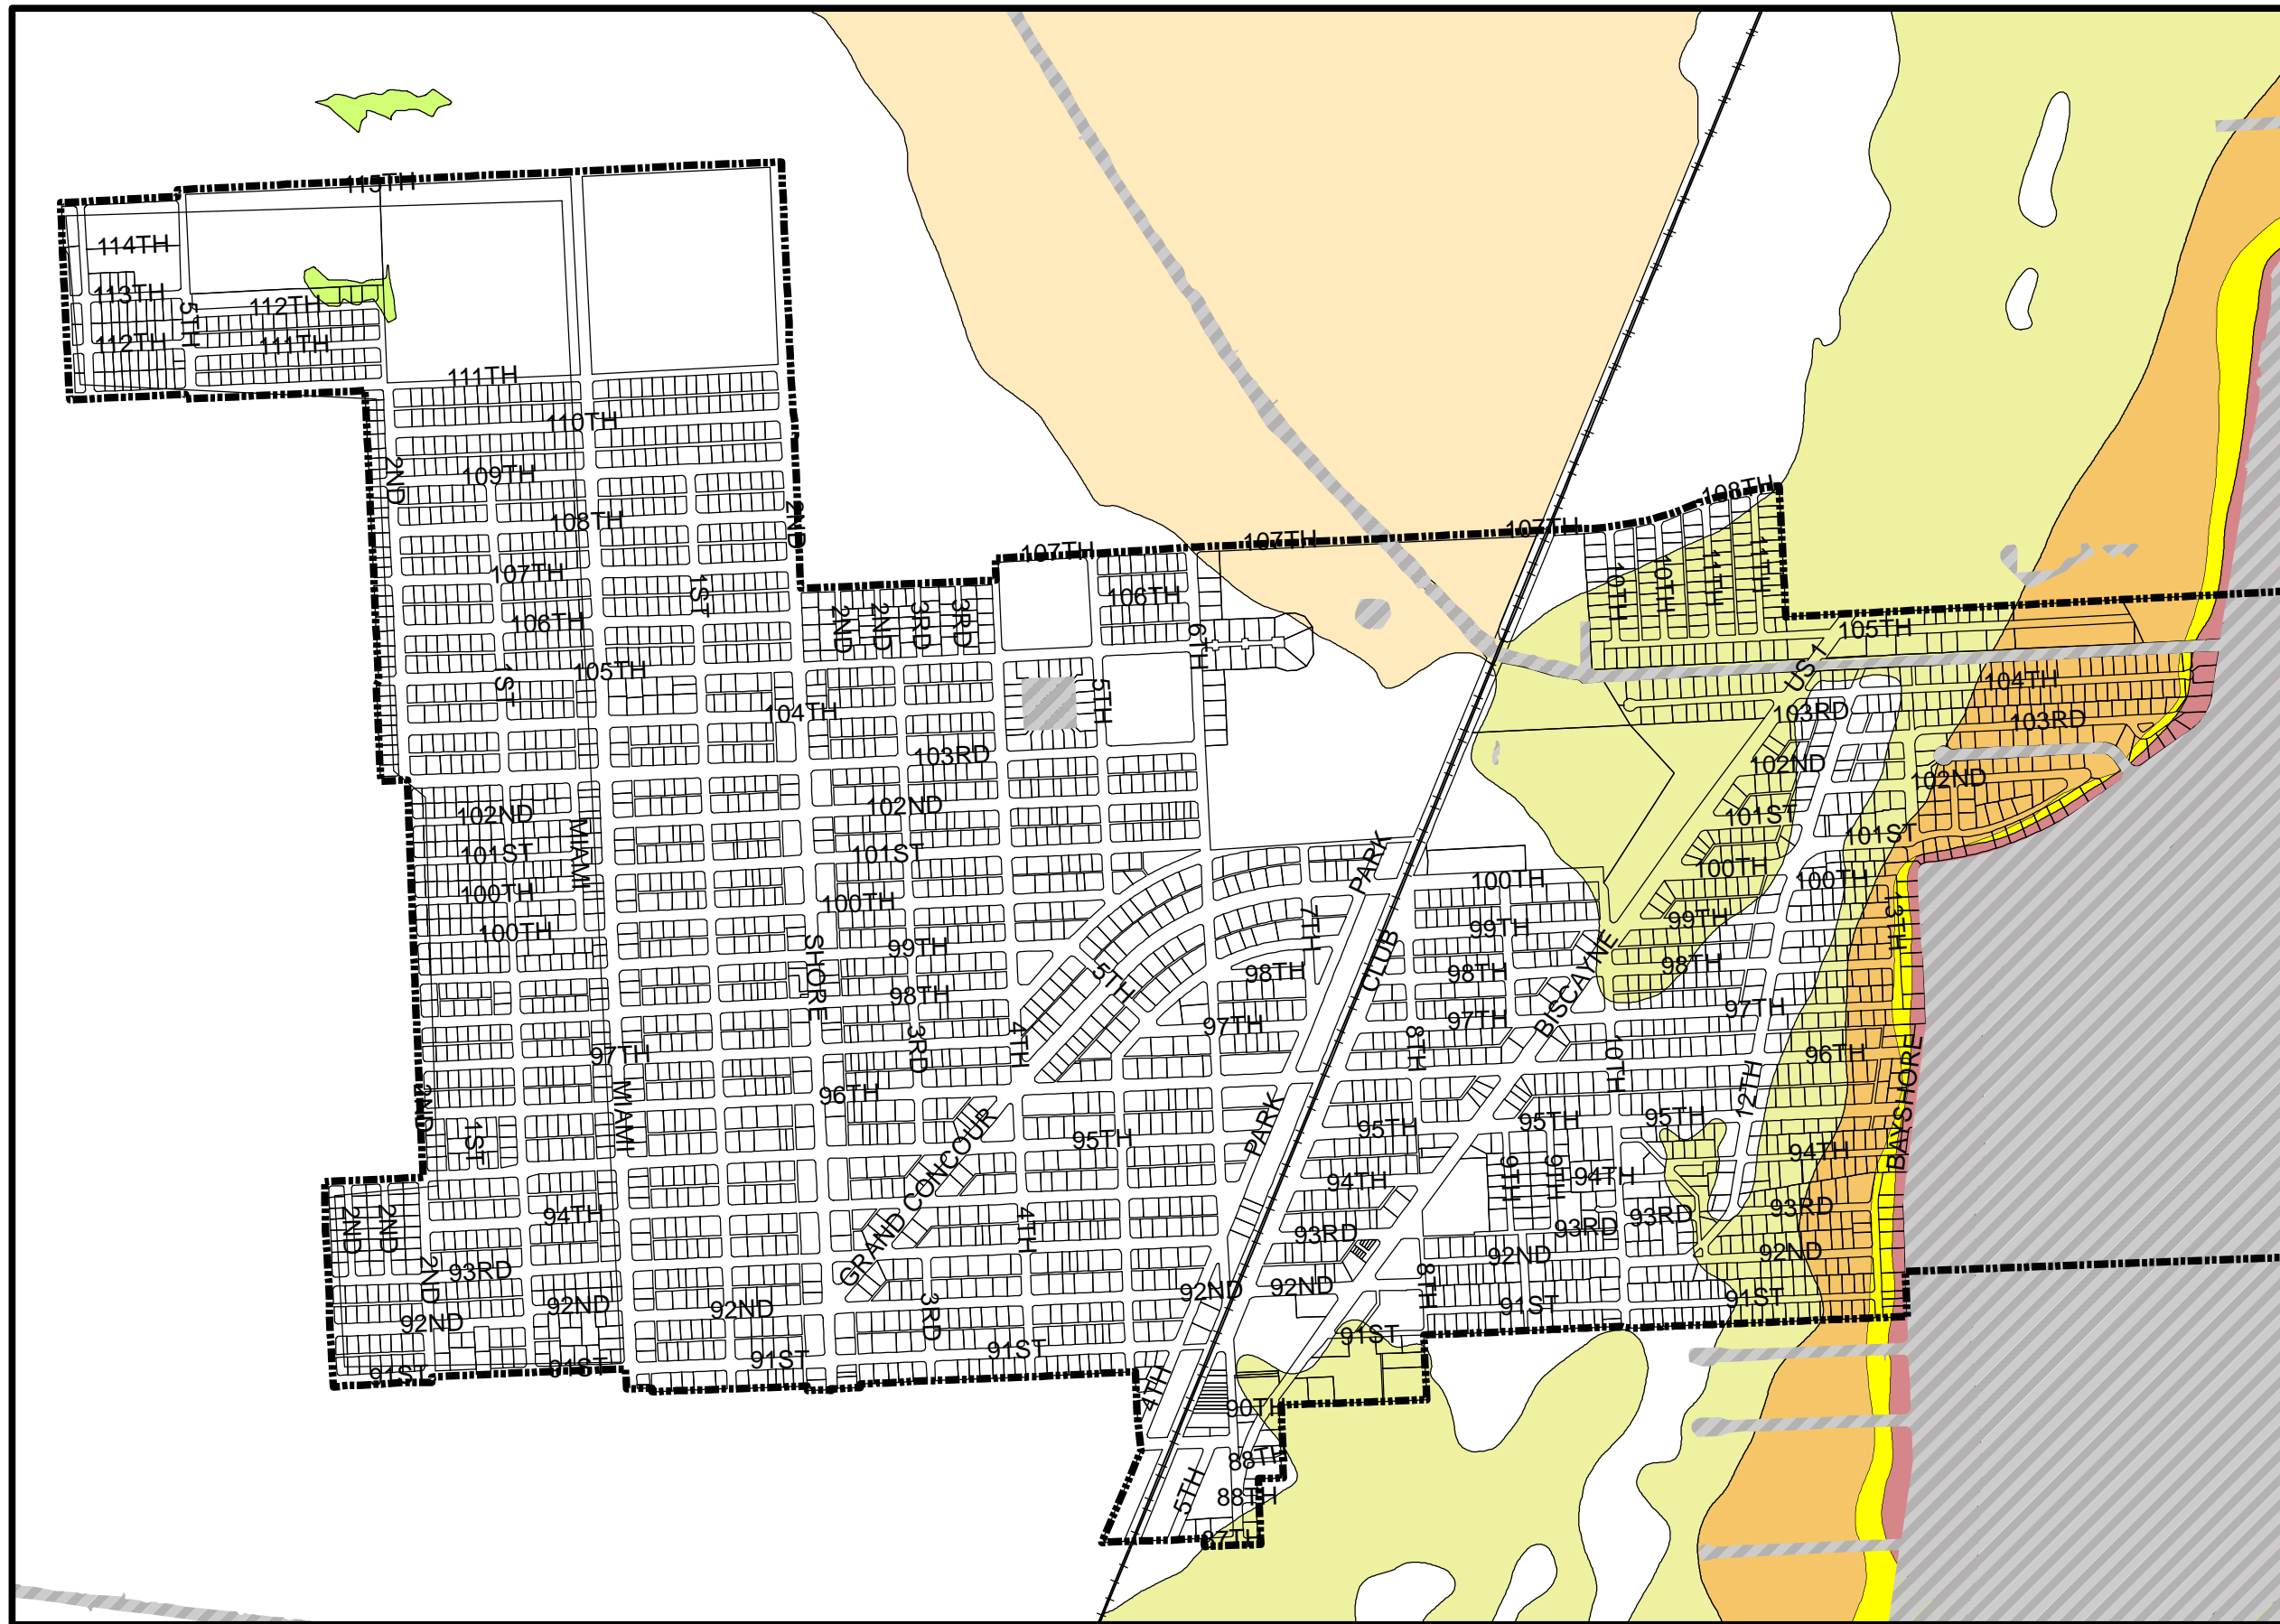 115TH
114TH
113TH
112TH
5TH
112TH
111TH
111TH
110TH
2ND
109TH
108TH
2ND
108TH
107TH
107TH
107TH
107TH
1ST
106TH
106TH
2ND
2ND
3RD
3RD
6TH
10TH
10TH
11TH
11TH
105TH
105TH
1ST
5TH
104TH
US 1
104TH
103RD
103RD
103RD
102ND
102ND
102ND
102ND
MIAMI
101ST
101ST
101ST
101ST
100TH
100TH
100TH
100TH
100TH
100TH
PARK
99TH
99TH
99TH
7TH
13TH
SHORE
98TH
98TH
98TH
98TH
5TH
CLUB
BISCAYNE
97TH
97TH
97TH
97TH
3RD
4TH
8TH
10TH
96TH
96TH
12TH
BAYSHORE
2ND
MIAMI
1ST
95TH
95TH
95TH
95TH
PARK
GRAND CONCOUR
94TH
94TH
94TH
94TH
9TH
9TH
2ND
2ND
4TH
93RD
93RD
93RD
93RD
93RD
2ND
92ND
92ND
92ND
92ND
92ND
92ND
92ND
8TH
3RD
91ST
91ST
91ST
91ST
91ST
91ST
91ST
4TH
90TH
88TH
5TH
88TH
87TH